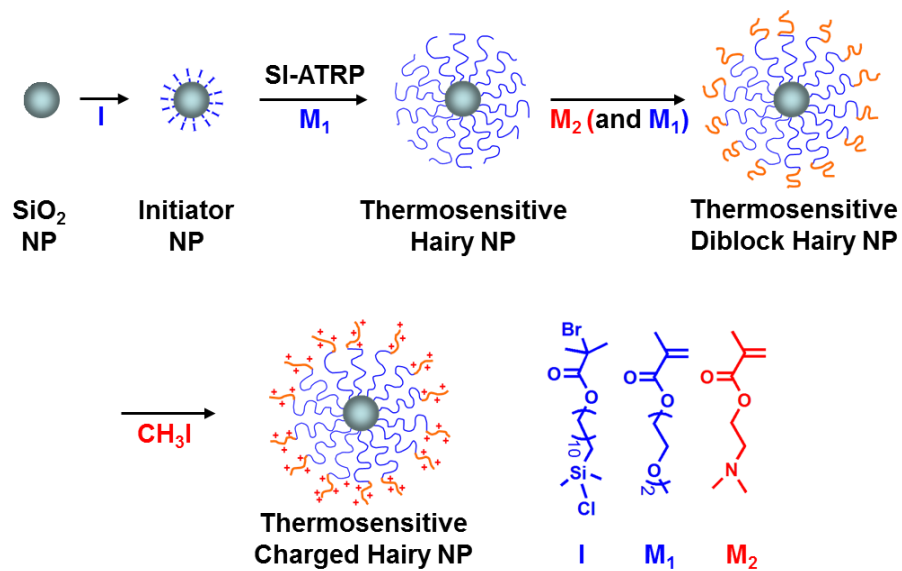 SI-ATRP
I
M₁
M₂ (and M₁)
SiO₂
NP
Initiator
NP
Thermosensitive
Hairy NP
Thermosensitive
Diblock Hairy NP
CH₃I
+ + + + + + + + + + + + + + + + + + + + + + + + + + + + + + + + + + + +
Thermosensitive
Charged Hairy NP
Br
O
O
10
Si
Cl
I
O
O
O
2
M₁
O
O
N
M₂